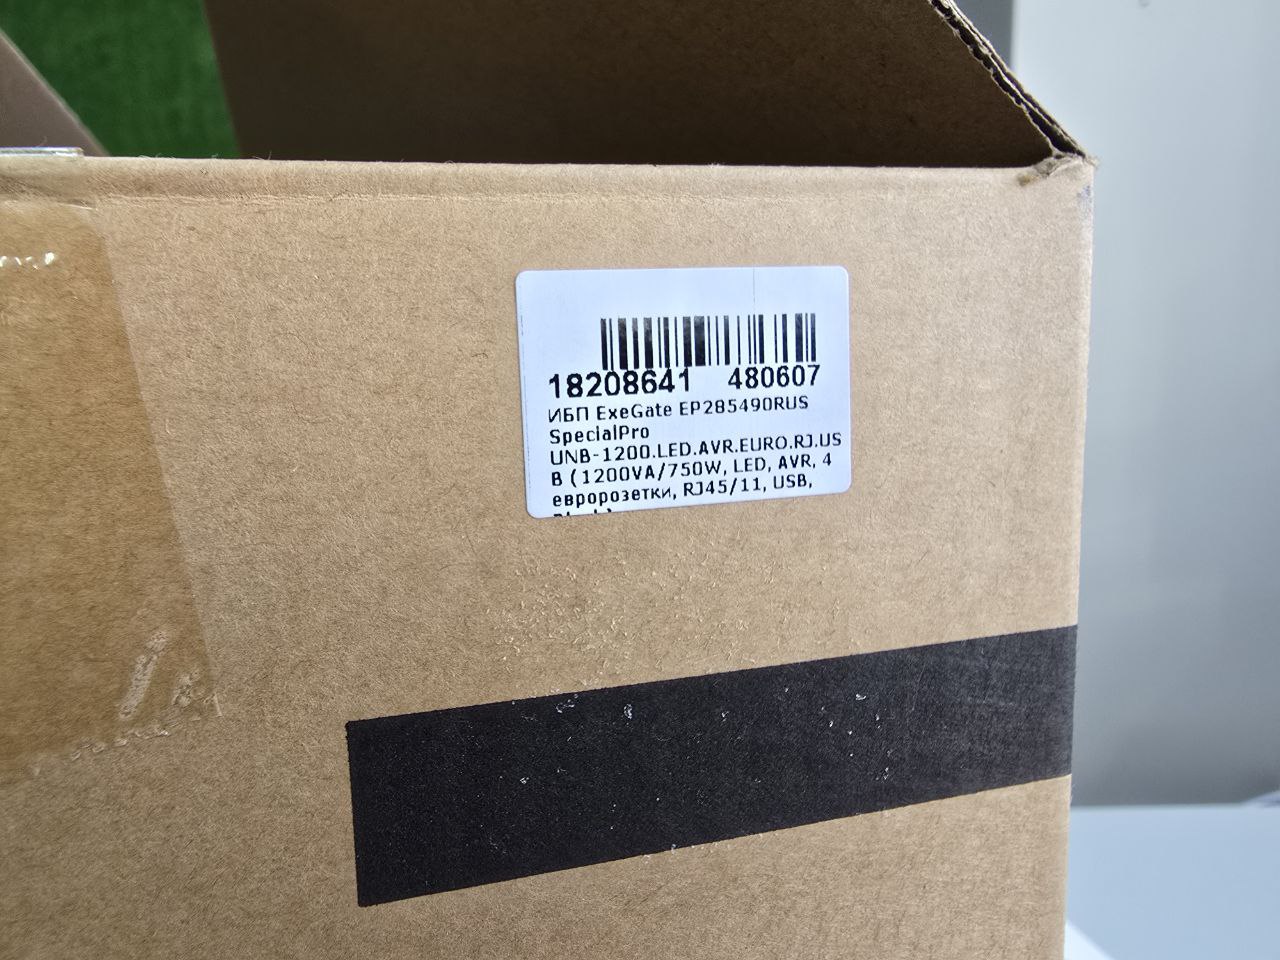 18208641 480607
ИБП ExeGate EP285490RUS
SpecialPro
UNB-1200.LED.AVR.EURO.RJ.US
B (1200VA/750W, LED, AVR, 4
евророзетки, RJ45/11, USB,